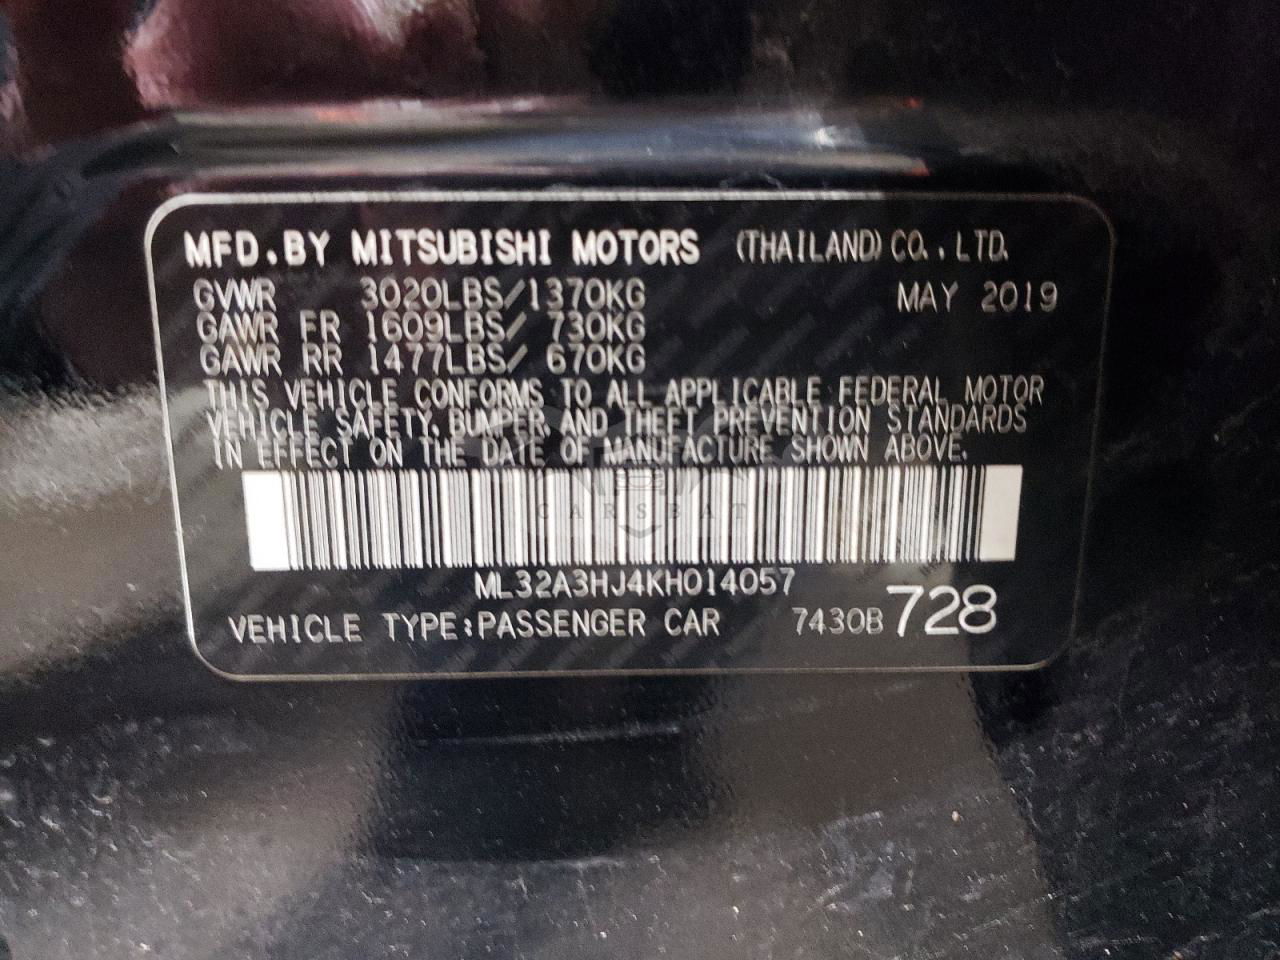 MFD.BY MITSUBISHI MOTORS (THAILAND) CO., LTD.
GVWR 3020LBS/1370KG MAY 2019
GAWR FR 1609LBS/ 730KG
GAWR RR 1477LBS/ 670KG
THIS VEHICLE CONFORMS TO ALL APPLICABLE FEDERAL MOTOR
VEHICLE SAFETY, BUMPER, AND THEFT PREVENTION STANDARDS
IN EFFECT ON THE DATE OF MANUFACTURE SHOWN ABOVE.
CARSBAT
ML32A3HJ4KH014057
VEHICLE TYPE:PASSENGER CAR 7430B 728